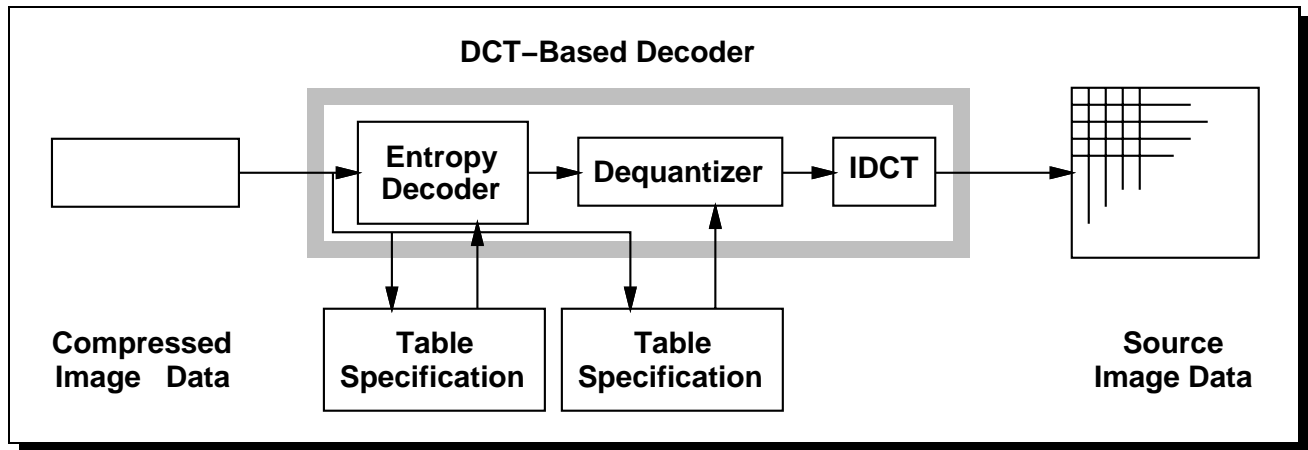 DCT–Based Decoder
Entropy
Decoder
Dequantizer
IDCT
Compressed
Image Data
Table
Specification
Table
Specification
Source
Image Data